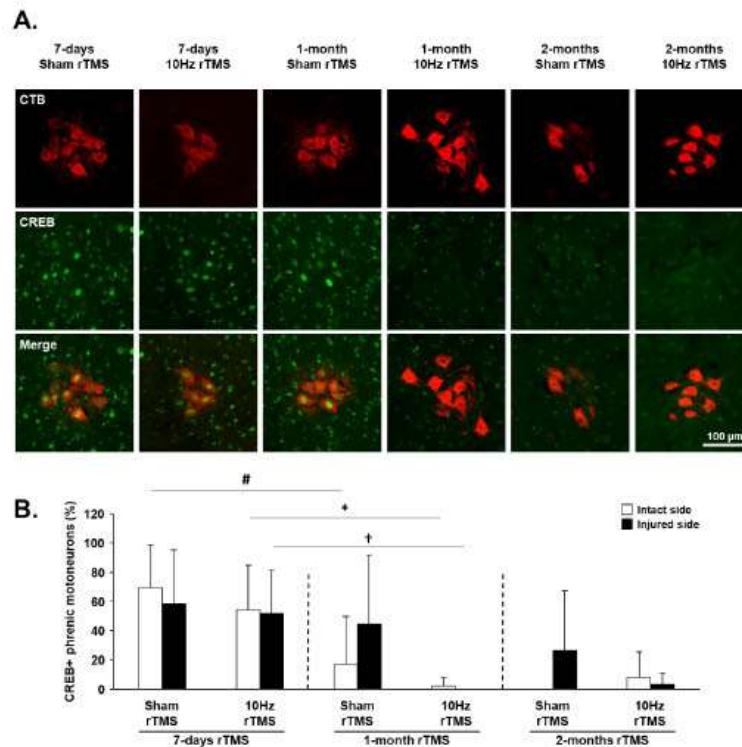 A.
7-days
Sham rTMS
7-days
10Hz rTMS
1-month
Sham rTMS
1-month
10Hz rTMS
2-months
Sham rTMS
2-months
10Hz rTMS
CTB
CREB
Merge
100 µm
B.
CREB+ phrenic motoneurons (%)
120
100
80
60
40
20
0
#
*
†
Intact side
Injured side
Sham
rTMS
10Hz
rTMS
Sham
rTMS
10Hz
rTMS
Sham
rTMS
10Hz
rTMS
7-days rTMS
1-month rTMS
2-months rTMS